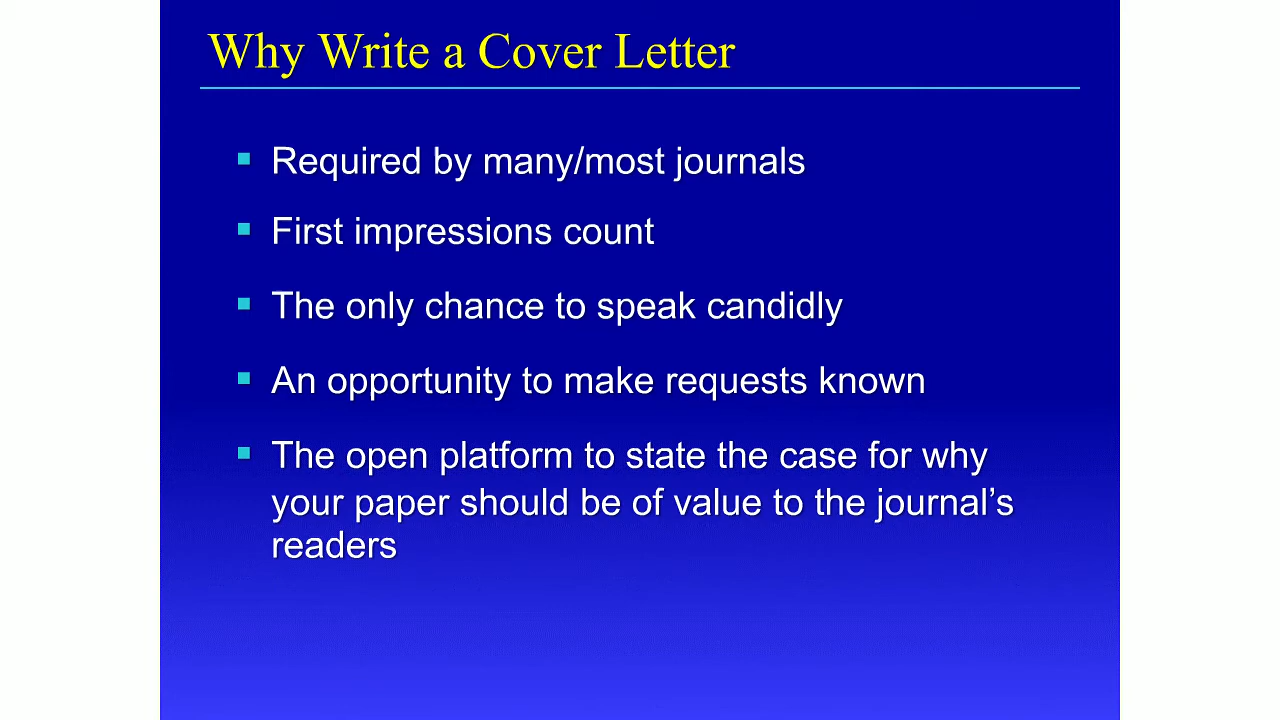 Why Write a Cover Letter
Required by many/most journals
First impressions count
The only chance to speak candidly
An opportunity to make requests known
The open platform to state the case for why
your paper should be of value to the journal’s
readers